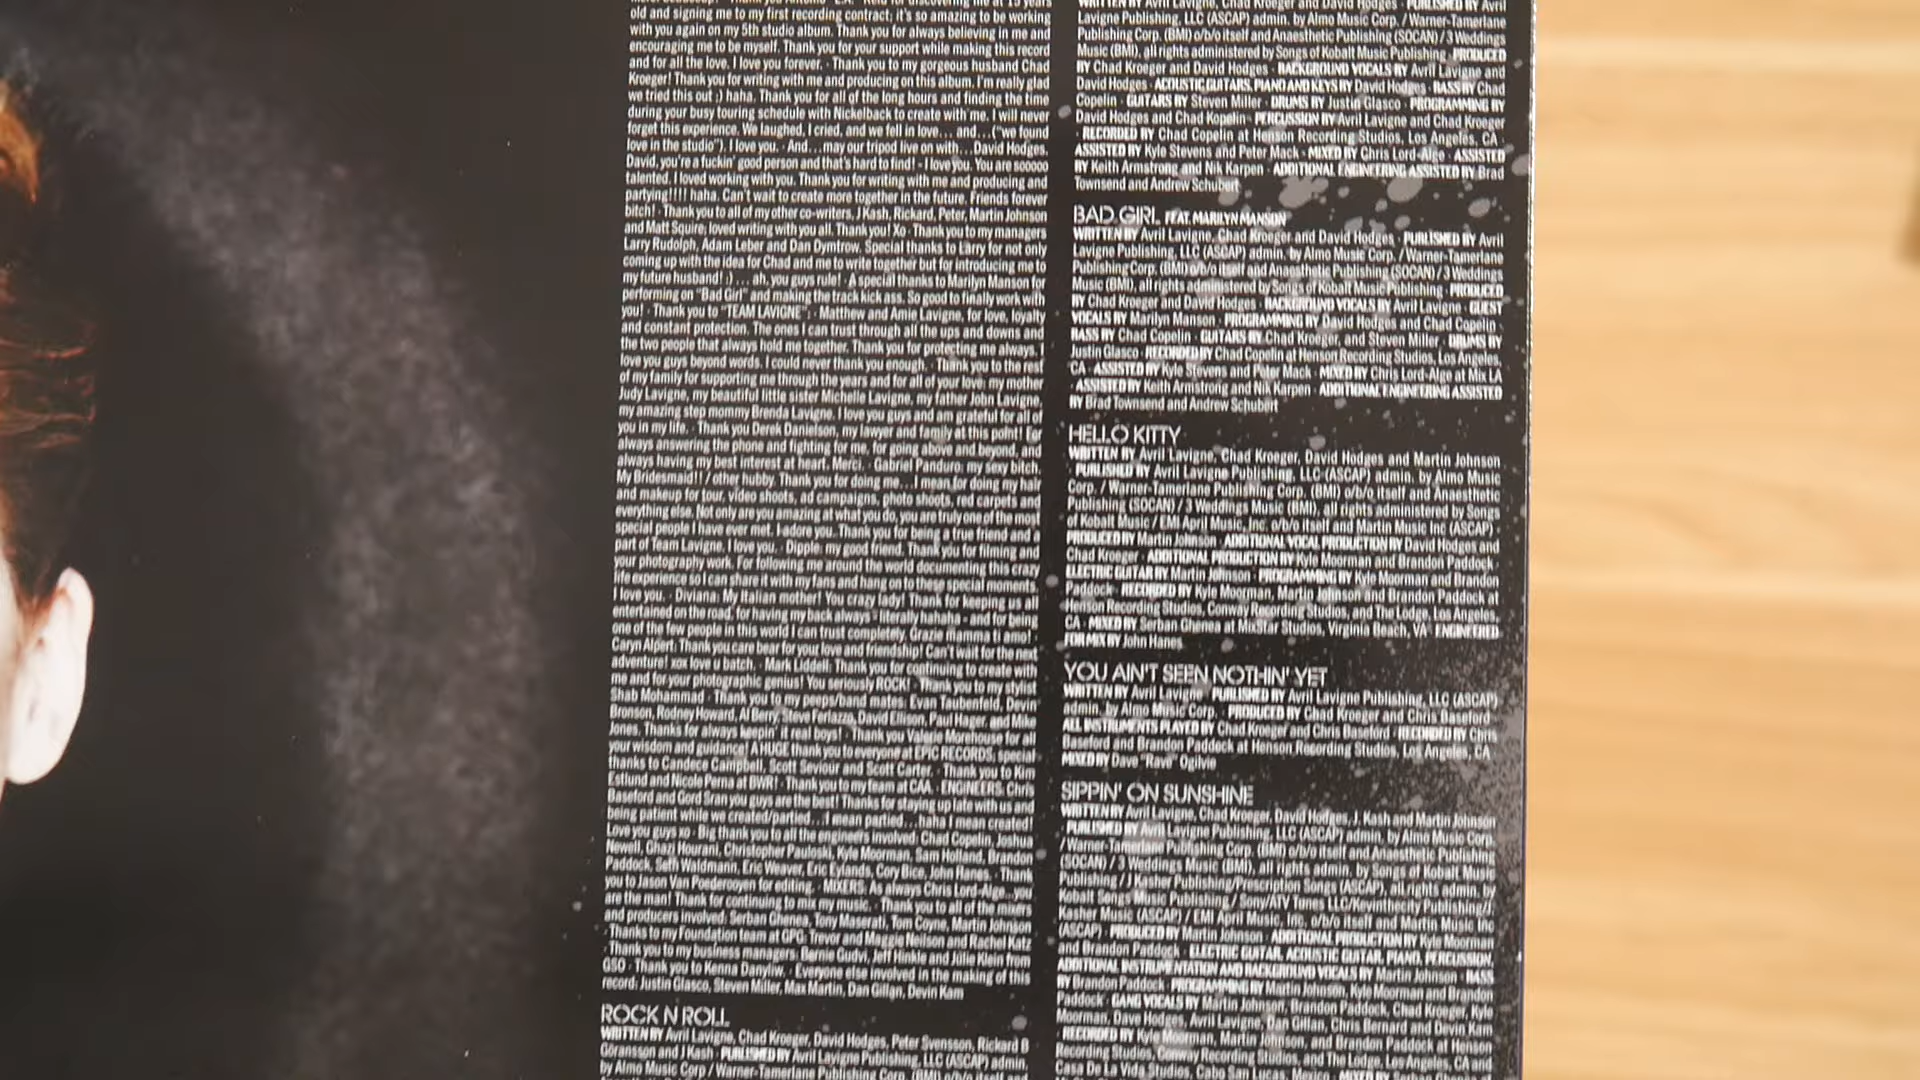 old and signing me to my first recording contract; it's so amazing to be working
with you again on my 5th studio album. Thank you for always believing in me and
encouraging me to be myself. Thank you for your support while making this record
and for all the love. I love you forever. · Thank you to my gorgeous husband Chad
Kroeger! Thank you for writing with me and producing on this album. I'm really glad
we tried this out ;) haha. Thank you for all of the long hours and finding the time
during your busy touring schedule with Nickelback to create with me. I will never
forget this experience. We laughed, I cried, and we fell in love... and...("we found
love in the studio"). I love you. · And... may our tripod live on with... David Hodges.
David, you're a fuckin' good person and that's hard to find! - I love you. You are sooooo
talented. I loved working with you. Thank you for writing with me and producing and
partying!!!! haha. Can't wait to create more together in the future. Friends forever
bitch! · Thank you to all of my other co-writers, J Kash, Rickard, Peter, Martin Johnson
and Matt Squire; loved writing with you all. Thank you! Xo · Thank you to my managers
Larry Rudolph, Adam Leber and Dan Dymtrow. Special thanks to Larry for not only
coming up with the idea for Chad and me to write together but for introducing me to
my future husband! :) ... ah, you guys rule! · A special thanks to Marilyn Manson for
performing on "Bad Girl" and making the track kick ass. So good to finally work with
you! · Thank you to "TEAM LAVIGNE": · Matthew and Amie Lavigne, for love, loyalty
and constant protection. The ones I can trust through all the ups and downs and
the two people that always hold me together. Thank you for protecting me always. I
love you guys beyond words. I could never thank you enough. · Thank you to the rest
of my family for supporting me through the years and for all of your love; my mother
Judy Lavigne, my beautiful little sister Michelle Lavigne, my father John Lavigne,
my amazing step mommy Brenda Lavigne. I love you guys and am grateful for all of
you in my life. · Thank you Derek Danielson, my lawyer and family at this point! For
always answering the phone and fighting for me, for going above and beyond, and
always having my best interest at heart. Merci. · Gabriel Panduro, my sexy bitch,
My Bridesmaid!! / other hubby. Thank you for doing me... I mean for doing my hair
and makeup for tour, video shoots, ad campaigns, photo shoots, red carpets and
everything else. Not only are you amazing at what you do, you are truly one of the most
special people I have ever met. I adore you. Thank you for being a true friend and a
part of Team Lavigne. I love you. · Dipple, my good friend. Thank you for filming and
your photography work. For following me around the world documenting this crazy
life experience so I can share it with my fans and hang on to these special moments.
I love you. · Diviana. My Italian mother! You crazy lady! Thank for keeping us all
entertained on the road, for having my back always - literally haha - and for being
one of the few people in this world I can trust completely. Grazie mamma ti amo. ·
Caryn Alpert. Thank you care bear for your love and friendship! Can't wait for the next
adventure! xox love u batch. · Mark Liddell. Thank you for continuing to create with
me and for your photographic genius! You seriously ROCK! · Thank you to my stylist
Shab Mohammad · Thank you to my peeps/band mates; Evan Taubenfeld, Devin
Bronson, Rodney Howard, Al Berry, Steve Ferlazzo, David Ellison, Paul Hager, and Mike
Jones. Thanks for always keepin' it real boys · Thank you Valerie Morehouse for all
your wisdom and guidance! A HUGE thank you to everyone at EPIC RECORDS, special
thanks to Candece Campbell, Scott Seviour and Scott Carter · Thank you to Kim
Estlund and Nicole Perna at BWR · Thank you to my team at CAA · ENGINEERS: Chris
Baseford and Gord Sran you guys are the best! Thanks for staying up late with us and
being patient while we created/partied... I mean partied... haha! I mean created.
Love you guys xo · Big thank you to all the engineers involved: Chad Copelin, Jason
lewell, Ghazi Hourani, Christopher Pauloski, Kyle Moorman, Sam Holland, Brandon
Paddock, Seth Waldmann, Eric Weaver, Eric Eylands, Cory Bice, John Hanes · Thank
you to Jason Van Poederooyen for editing. · MIXERS: As always Chris Lord-Alge... you
are the man! Thank for continuing to mix my music. · Thank you to all of the mixers
and producers involved. Serban Ghenea, Tony Maserati, Tom Coyne, Martin Johnson
· Thanks to my Foundation team at GPG · Trevor and Maggie Neilson and Rachel Katz
· Thank you to my business managers, Bernie Gudvi, Jeff Hinkle and Julie Klein from
GSO · Thank you to Kenna Danyliw. · Everyone else involved in the making of this
record: Justin Glasco, Steven Miller, Max Martin, Dan Gillan, Devin Kam
ROCK N ROLL
WRITTEN BY Avril Lavigne, Chad Kroeger, David Hodges, Peter Svensson, Rickard B
Goransson and J Kash · PUBLISHED BY Avril Lavigne Publishing, LLC (ASCAP) admin.
by Almo Music Corp / Warner-Tamerlane Publishing Corp. (BMI) o/b/o itself and
WRITTEN BY Avril Lavigne, Chad Kroeger and David Hodges · PUBLISHED BY Avril
Lavigne Publishing, LLC (ASCAP) admin. by Almo Music Corp. / Warner-Tamerlane
Publishing Corp. (BMI) o/b/o itself and Anaesthetic Publishing (SOCAN) / 3 Weddings
Music (BMI), all rights administered by Songs of Kobalt Music Publishing · PRODUCED
BY Chad Kroeger and David Hodges · BACKGROUND VOCALS BY Avril Lavigne and
David Hodges · ACOUSTIC GUITARS, PIANO AND KEYS BY David Hodges · BASS BY Chad
Copelin · GUITARS BY Steven Miller · DRUMS BY Justin Glasco · PROGRAMMING BY
David Hodges and Chad Kopelin · PERCUSSION BY Avril Lavigne and Chad Kroeger
· RECORDED BY Chad Copelin at Henson Recording Studios, Los Angeles, CA ·
ASSISTED BY Kyle Stevens and Peter Mack · MIXED BY Chris Lord-Alge · ASSISTED
BY Keith Armstrong and Nik Karpen · ADDITIONAL ENGINEERING ASSISTED BY Brad
Townsend and Andrew Schubert
BAD GIRL FEAT. MARILYN MANSON
WRITTEN BY Avril Lavigne, Chad Kroeger and David Hodges · PUBLISHED BY Avril
Lavigne Publishing, LLC (ASCAP) admin. by Almo Music Corp. / Warner-Tamerlane
Publishing Corp. (BMI) o/b/o itself and Anaesthetic Publishing (SOCAN) / 3 Weddings
Music (BMI), all rights administered by Songs of Kobalt Music Publishing · PRODUCED
BY Chad Kroeger and David Hodges · BACKGROUND VOCALS BY Avril Lavigne · GUEST
VOCALS BY Marilyn Manson · PROGRAMMING BY David Hodges and Chad Copelin ·
BASS BY Chad Copelin · GUITARS BY Chad Kroeger, and Steven Miller · DRUMS BY
Justin Glasco · RECORDED BY Chad Copelin at Henson Recording Studios, Los Angeles,
CA · ASSISTED BY Kyle Stevens and Peter Mack · MIXED BY Chris Lord-Alge at Mix LA
· ASSISTED BY Keith Armstrong and Nik Karpen · ADDITIONAL ENGINEERING ASSISTED
BY Brad Townsend and Andrew Schubert
HELLO KITTY
WRITTEN BY Avril Lavigne, Chad Kroeger, David Hodges and Martin Johnson
· PUBLISHED BY Avril Lavigne Publishing, LLC (ASCAP) admin. by Almo Music
Corp. / Warner-Tamerlane Publishing Corp. (BMI) o/b/o itself and Anaesthetic
Publishing (SOCAN) / 3 Weddings Music (BMI), all rights administered by Songs
of Kobalt Music / EMI April Music, Inc. o/b/o itself and Martin Music Inc (ASCAP) ·
PRODUCED BY Martin Johnson · ADDITIONAL VOCAL PRODUCTION BY David Hodges and
Chad Kroeger · ADDITIONAL PRODUCTION BY Kyle Moorman and Brandon Paddock ·
ELECTRIC GUITAR BY Martin Johnson · PROGRAMMING BY Kyle Moorman and Brandon
Paddock · RECORDED BY Kyle Moorman, Martin Johnson and Brandon Paddock at
Henson Recording Studios, Conway Recording Studios, and The Lodge, Los Angeles,
CA · MIXED BY Serban Ghenea at MixStar Studios, Virginia Beach, VA · ENGINEERED
FOR MIX BY John Hanes
YOU AIN'T SEEN NOTHIN' YET
WRITTEN BY Avril Lavigne · PUBLISHED BY Avril Lavigne Publishing, LLC (ASCAP)
admin. by Almo Music Corp. · PRODUCED BY Chad Kroeger and Chris Baseford ·
ALL INSTRUMENTS PLAYED BY Chad Kroeger and Chris Baseford · RECORDED BY Chris
Baseford and Brandon Paddock at Henson Recording Studios, Los Angeles, CA ·
MIXED BY Dave "Rave" Ogilvie
SIPPIN' ON SUNSHINE
WRITTEN BY Avril Lavigne, Chad Kroeger, David Hodges, J. Kash and Martin Johnson
· PUBLISHED BY Avril Lavigne Publishing, LLC (ASCAP) admin. by Almo Music Corp.
/ Warner-Tamerlane Publishing Corp. (BMI) o/b/o itself and Anaesthetic Publishing
(SOCAN) / 3 Weddings Music (BMI), all rights administered by Songs of Kobalt Music
Publishing / J Kasher Publishing/Prescription Songs (ASCAP), all rights admin. by
Kobalt Songs Music Publishing / Sony/ATV Tunes LLC/Kevinthecity Publishing/
Kasher Music (ASCAP) / EMI April Music, Inc. o/b/o itself and Martin Music Inc
(ASCAP) · PRODUCED BY Martin Johnson · ADDITIONAL PRODUCTION BY Kyle Moorman
and Brandon Paddock · ELECTRIC GUITAR, ACOUSTIC GUITAR, PIANO, PERCUSSION,
ADDITIONAL INSTRUMENTATION AND BACKGROUND VOCALS BY Martin Johnson · BASS
BY Brandon Paddock · PROGRAMMING BY Martin Johnson, Kyle Moorman and Brandon
Paddock · GANG VOCALS BY Martin Johnson, Brandon Paddock, Chad Kroeger, Kyle
Moorman, Dave Hodges, Avril Lavigne, Dan Gillan, Chris Bernard and Devin Kam ·
RECORDED BY Kyle Moorman, Martin Johnson, and Brandon Paddock at Henson
Recording Studios, Conway Recording Studios, and The Lodge, Los Angeles, CA
Casa De La Vida Studios, Cabo San Lucas, Mexico · MIXED BY Serban Ghenea at